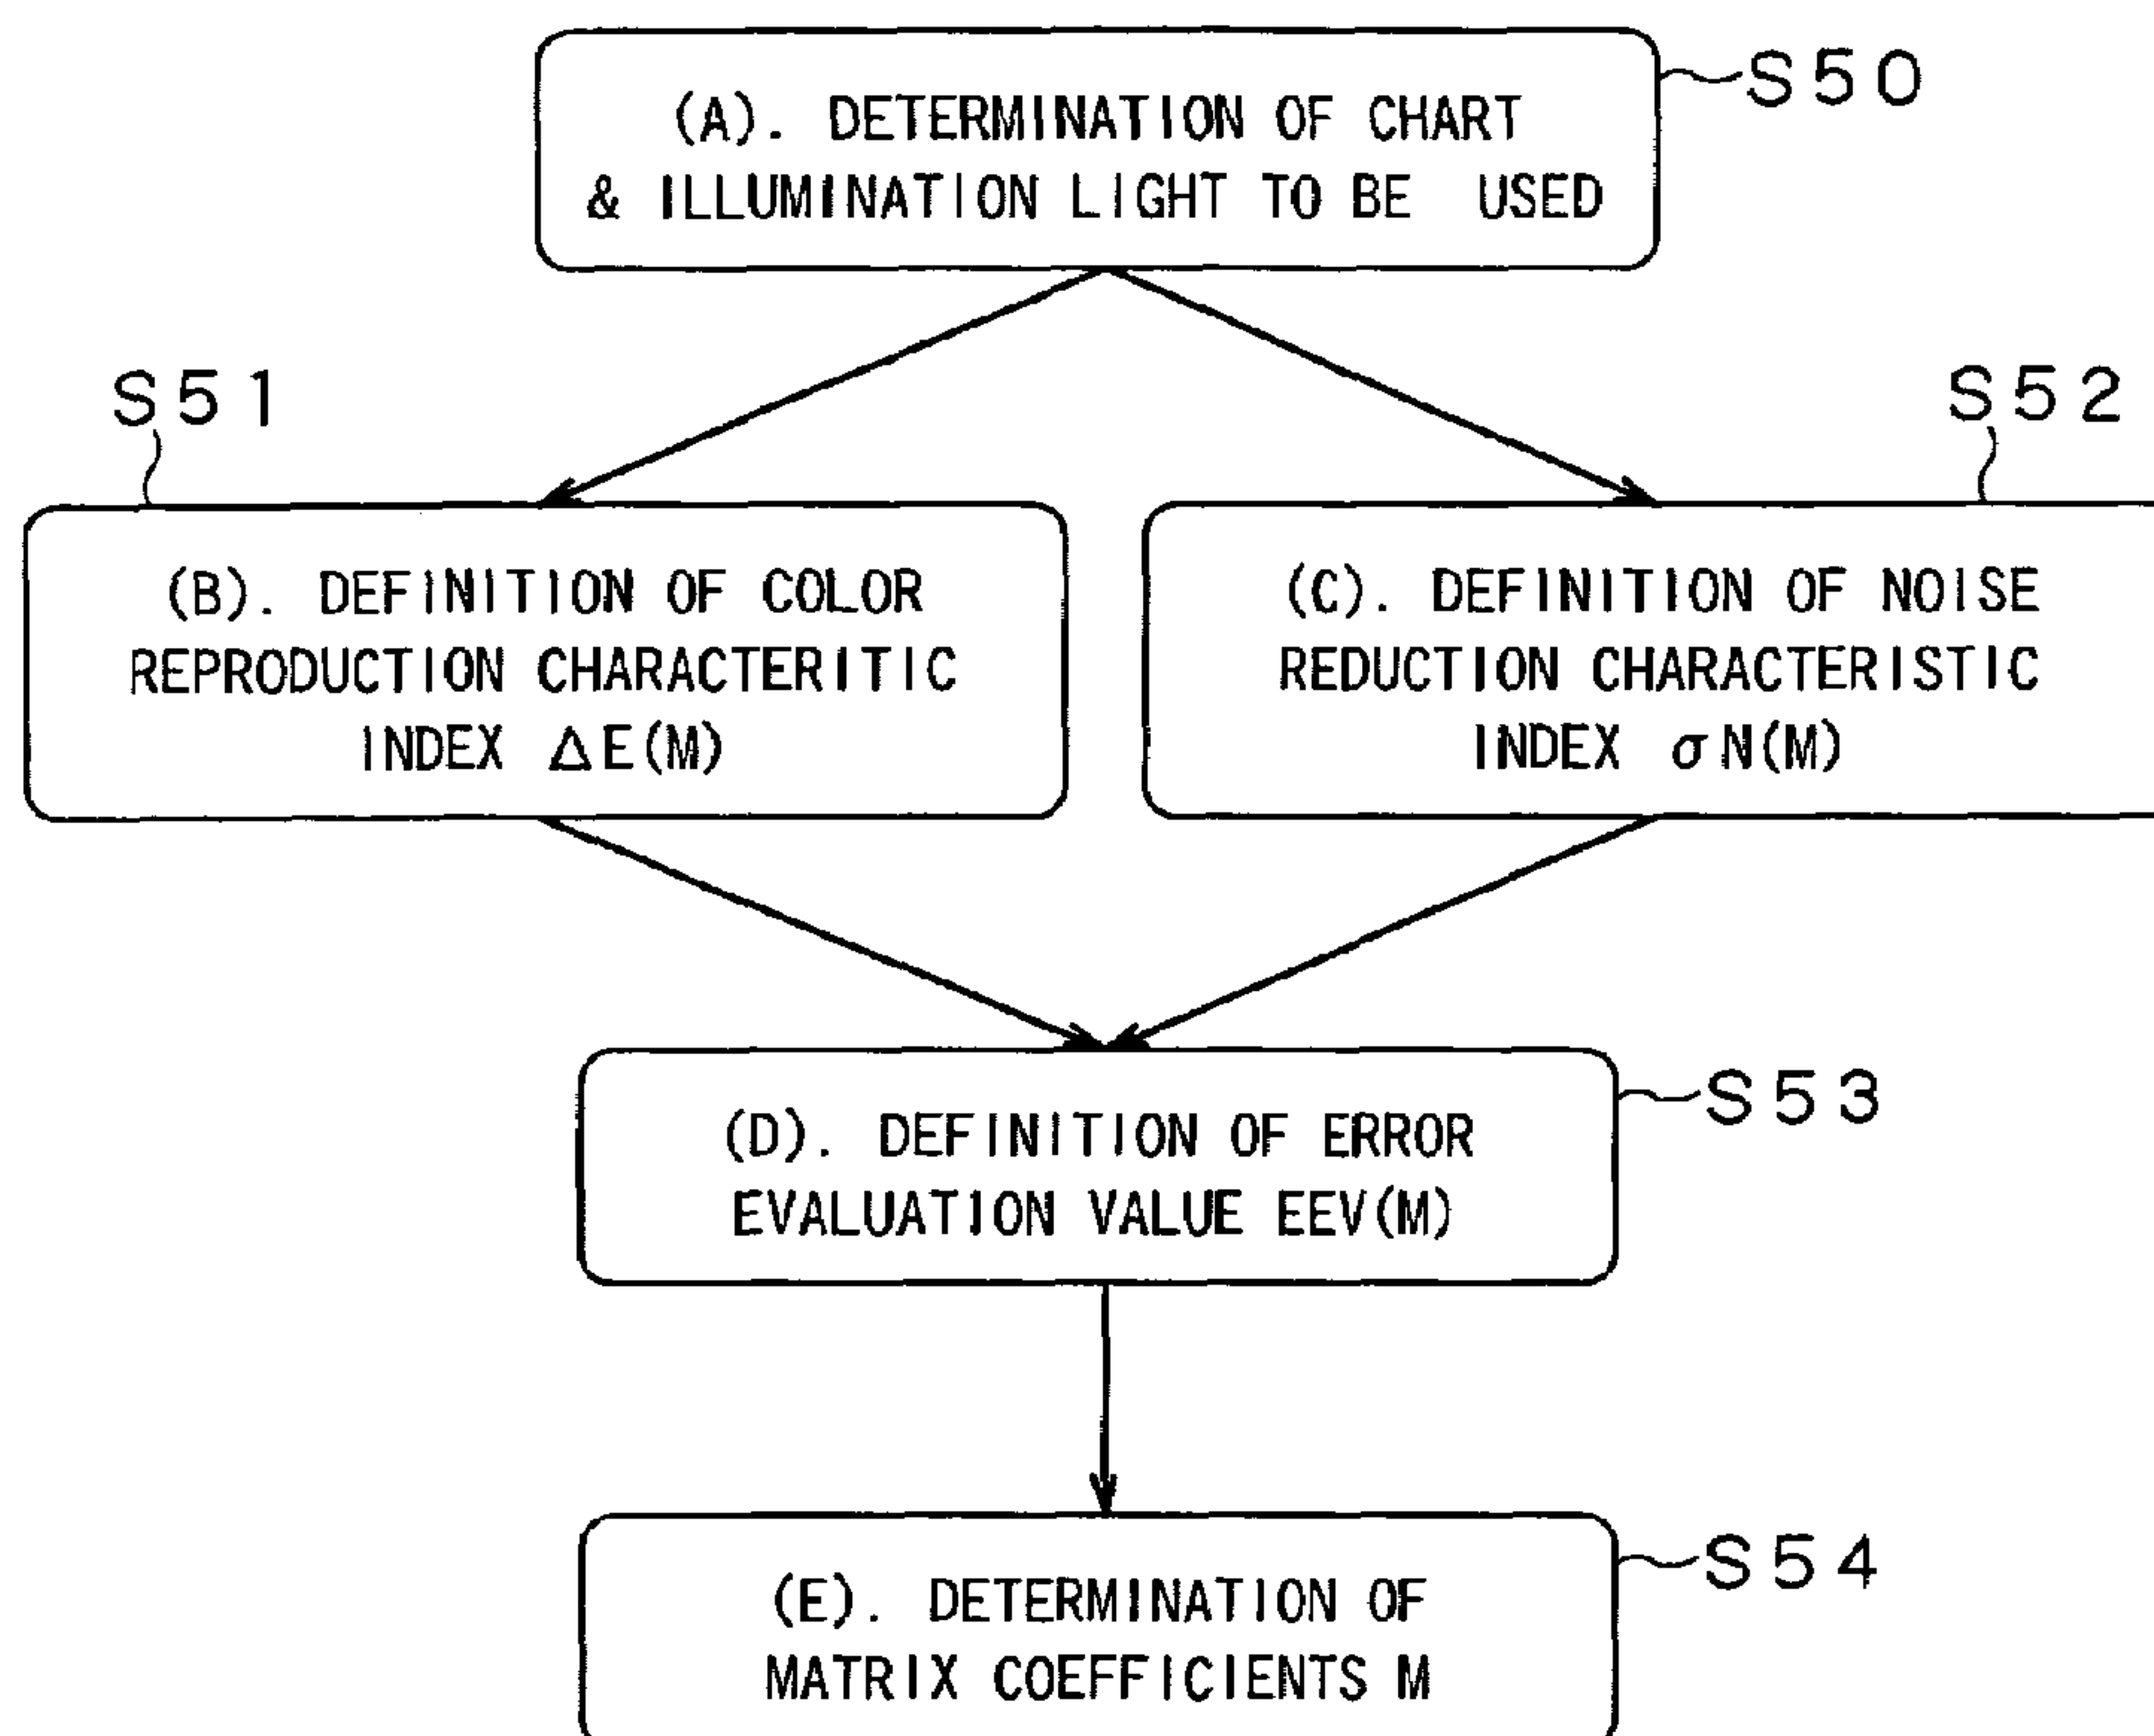 (A). DETERMINATION OF CHART
& ILLUMINATION LIGHT TO BE USED
S50
S51
S52
(B). DEFINITION OF COLOR
REPRODUCTION CHARACTERITIC
INDEX ΔE(M)
(C). DEFINITION OF NOISE
REDUCTION CHARACTERISTIC
INDEX σN(M)
(D). DEFINITION OF ERROR
EVALUATION VALUE EEV(M)
S53
(E). DETERMINATION OF
MATRIX COEFFICIENTS M
S54